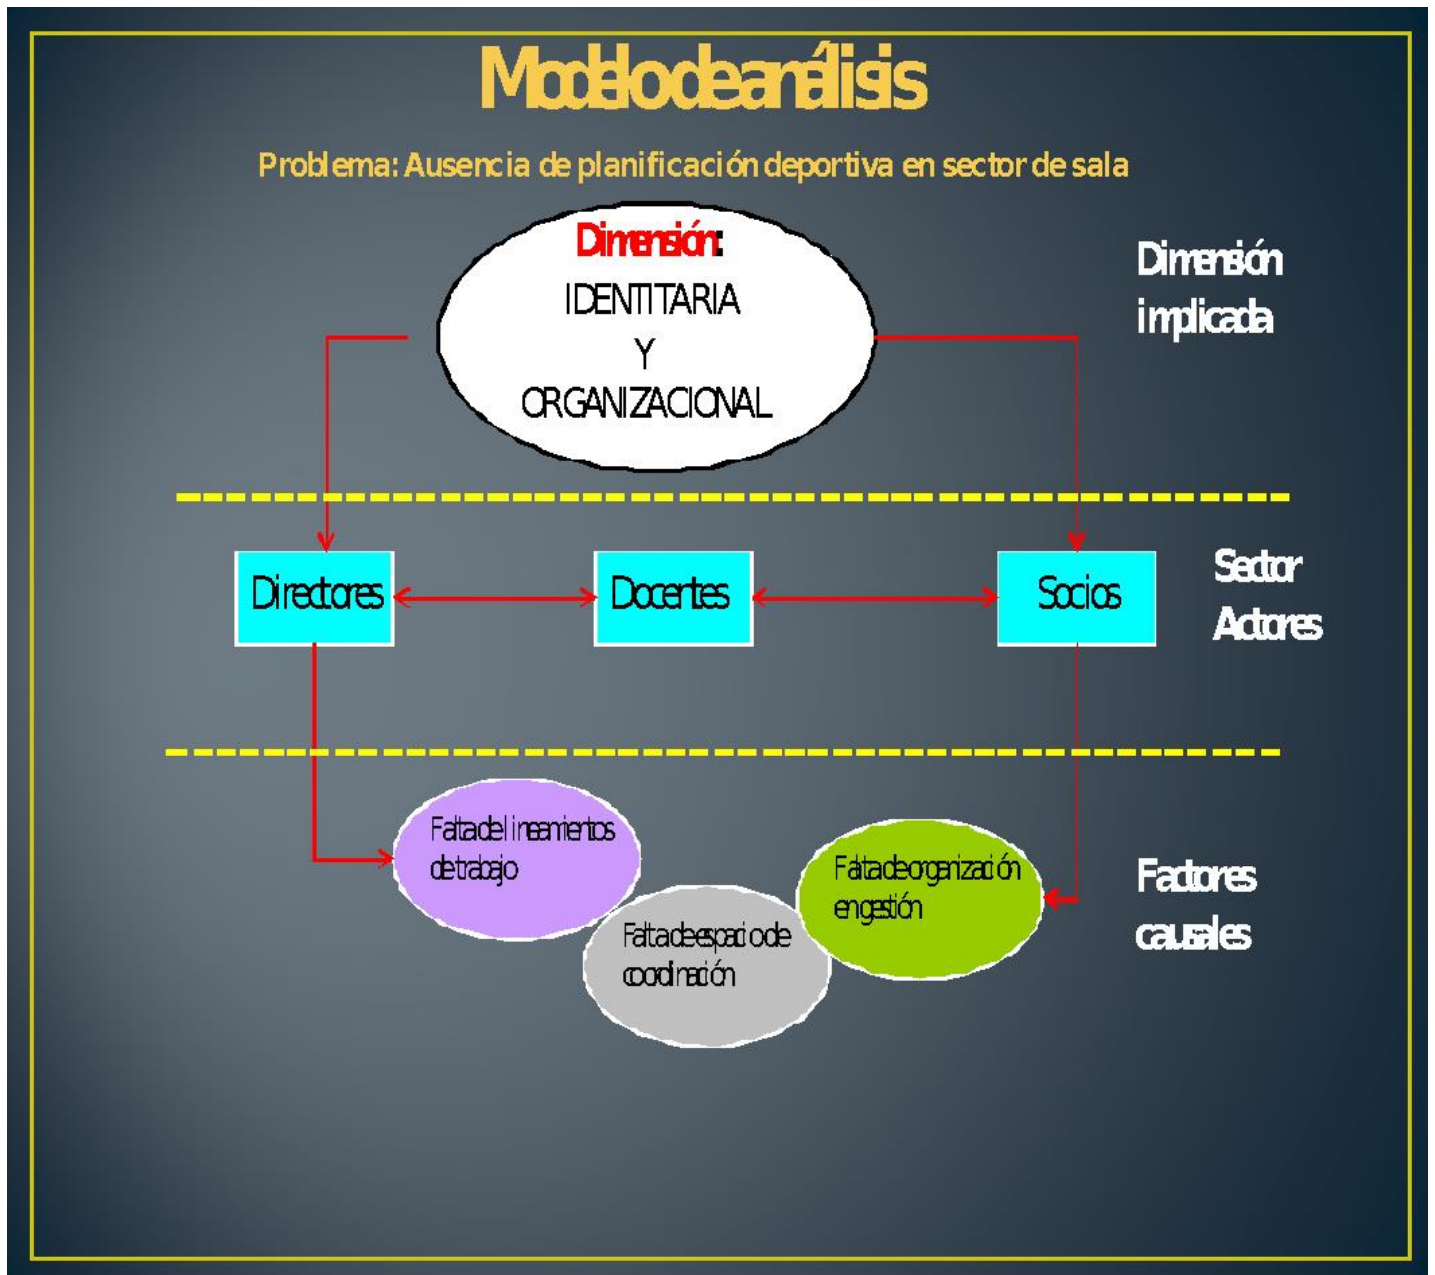 Modelo de análisis
Problema: Ausencia de planificación deportiva en sector de sala
Dimensión:
IDENTITARIA
Y
ORGANIZACIONAL
Dimensión
implicada
Directores
Docentes
Socios
Sector
Actores
Falta de lineamientos
de trabajo
Falta de espacio de
coordinación
Falta de organización
en gestión
Factores
causales